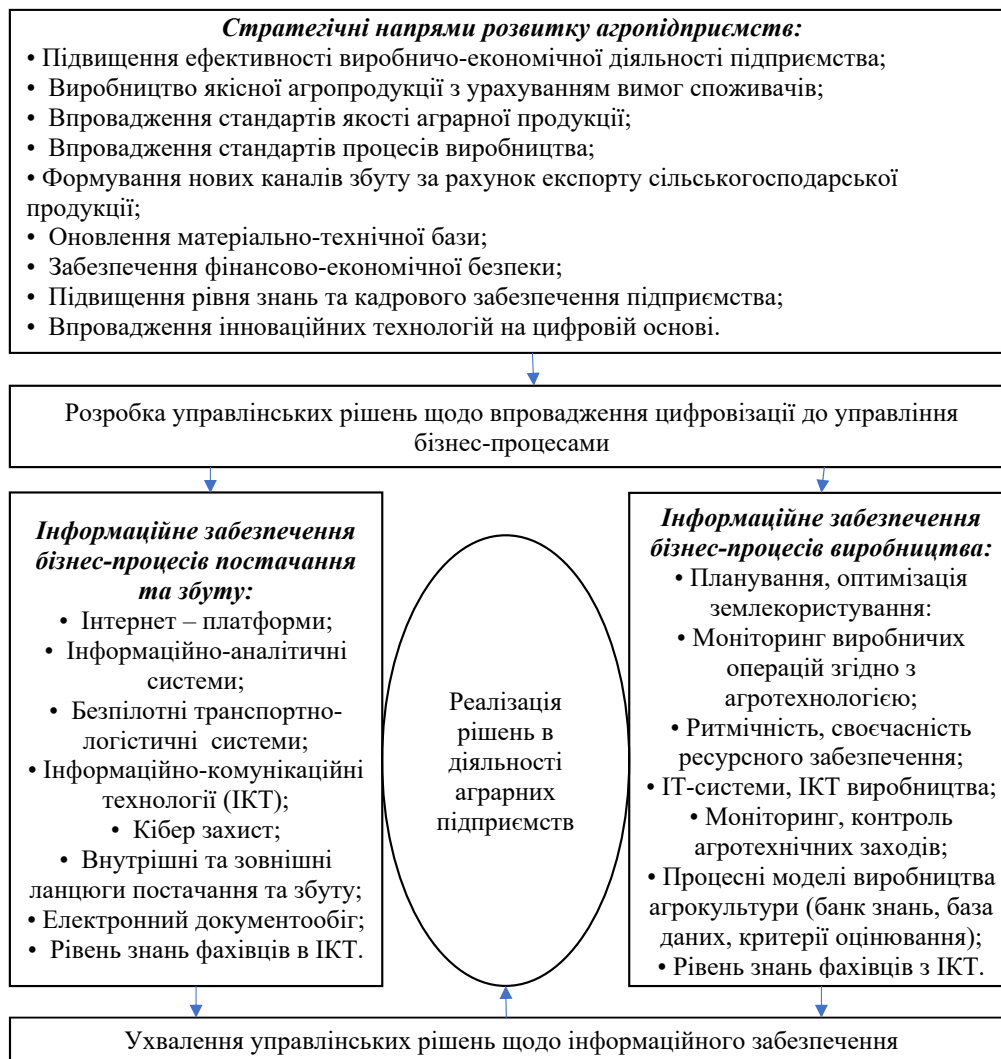 Стратегічні напрями розвитку агропідприємств:
• Підвищення ефективності виробничо-економічної діяльності підприємства;
• Виробництво якісної агропродукції з урахуванням вимог споживачів;
• Впровадження стандартів якості аграрної продукції;
• Впровадження стандартів процесів виробництва;
• Формування нових каналів збуту за рахунок експорту сільськогосподарської
продукції;
• Оновлення матеріально-технічної бази;
• Забезпечення фінансово-економічної безпеки;
• Підвищення рівня знань та кадрового забезпечення підприємства;
• Впровадження інноваційних технологій на цифровій основі.
Розробка управлінських рішень щодо впровадження цифровізації до управління
бізнес-процесами
Інформаційне забезпечення
бізнес-процесів постачання
та збуту:
• Інтернет – платформи;
• Інформаційно-аналітичні
системи;
• Безпілотні транспортно-
логістичні системи;
• Інформаційно-комунікаційні
технології (ІКТ);
• Кібер захист;
• Внутрішні та зовнішні
ланцюги постачання та збуту;
• Електронний документообіг;
• Рівень знань фахівців в ІКТ.
Реалізація
рішень в
діяльності
аграрних
підприємств
Інформаційне забезпечення
бізнес-процесів виробництва:
• Планування, оптимізація
землекористування:
• Моніторинг виробничих
операцій згідно з
агротехнологією;
• Ритмічність, своєчасність
ресурсного забезпечення;
• ІТ-системи, ІКТ виробництва;
• Моніторинг, контроль
агротехнічних заходів;
• Процесні моделі виробництва
агрокультури (банк знань, база
даних, критерії оцінювання);
• Рівень знань фахівців з ІКТ.
Ухвалення управлінських рішень щодо інформаційного забезпечення